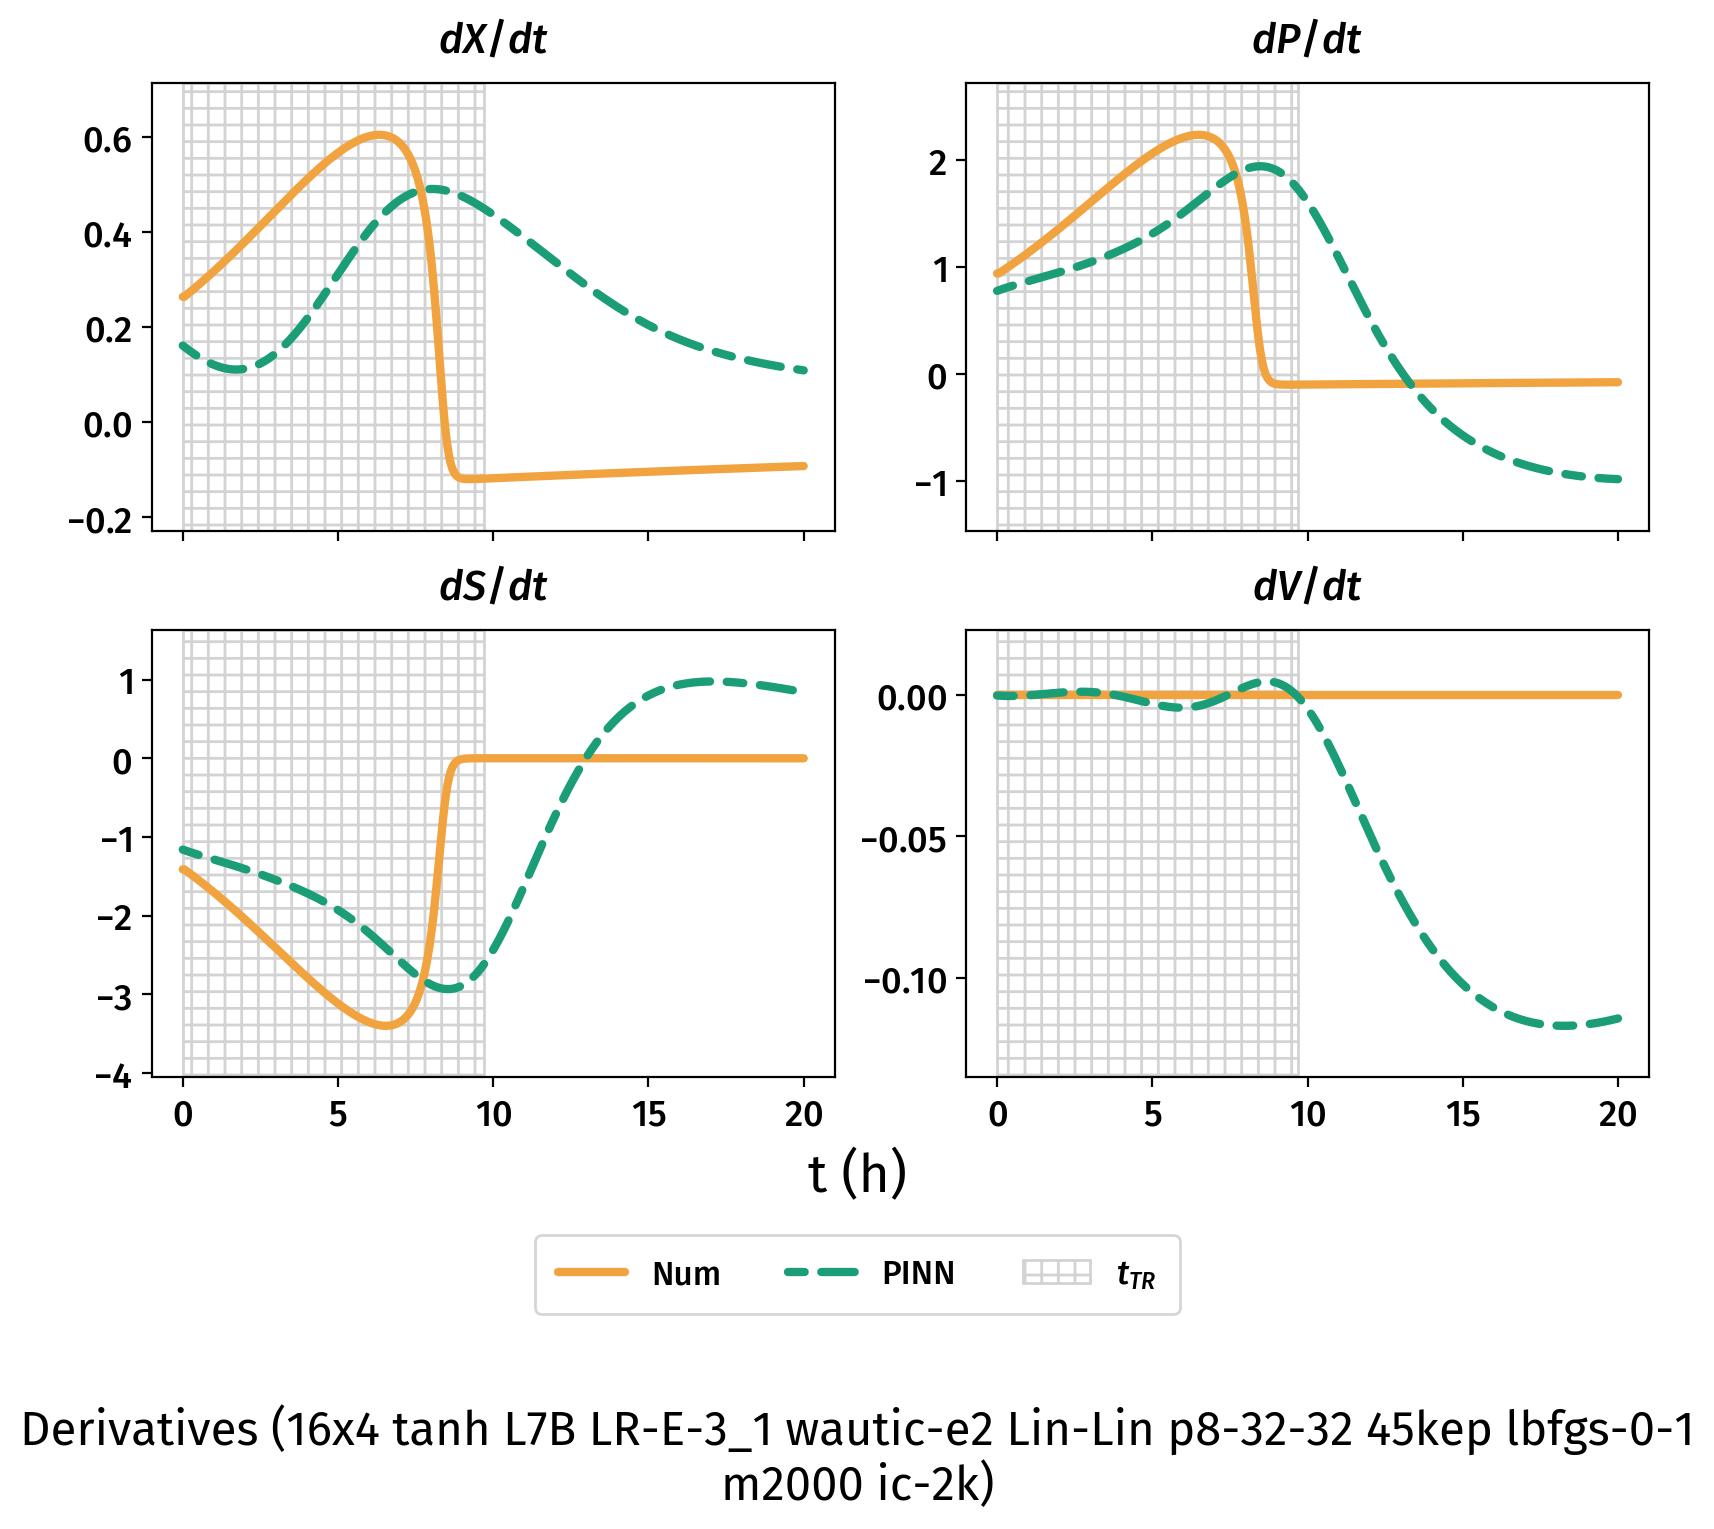 dX/dt
dP/dt
0.6
0.4
0.2
0.0
−0.2
2
1
0
−1
dS/dt
dV/dt
1
0
−1
−2
−3
−4
0.00
−0.05
−0.10
0 5 10 15 20
0 5 10 15 20
t (h)
Num PINN tTR
Derivatives (16x4 tanh L7B LR-E-3_1 wautic-e2 Lin-Lin p8-32-32 45kep lbfgs-0-1
m2000 ic-2k)